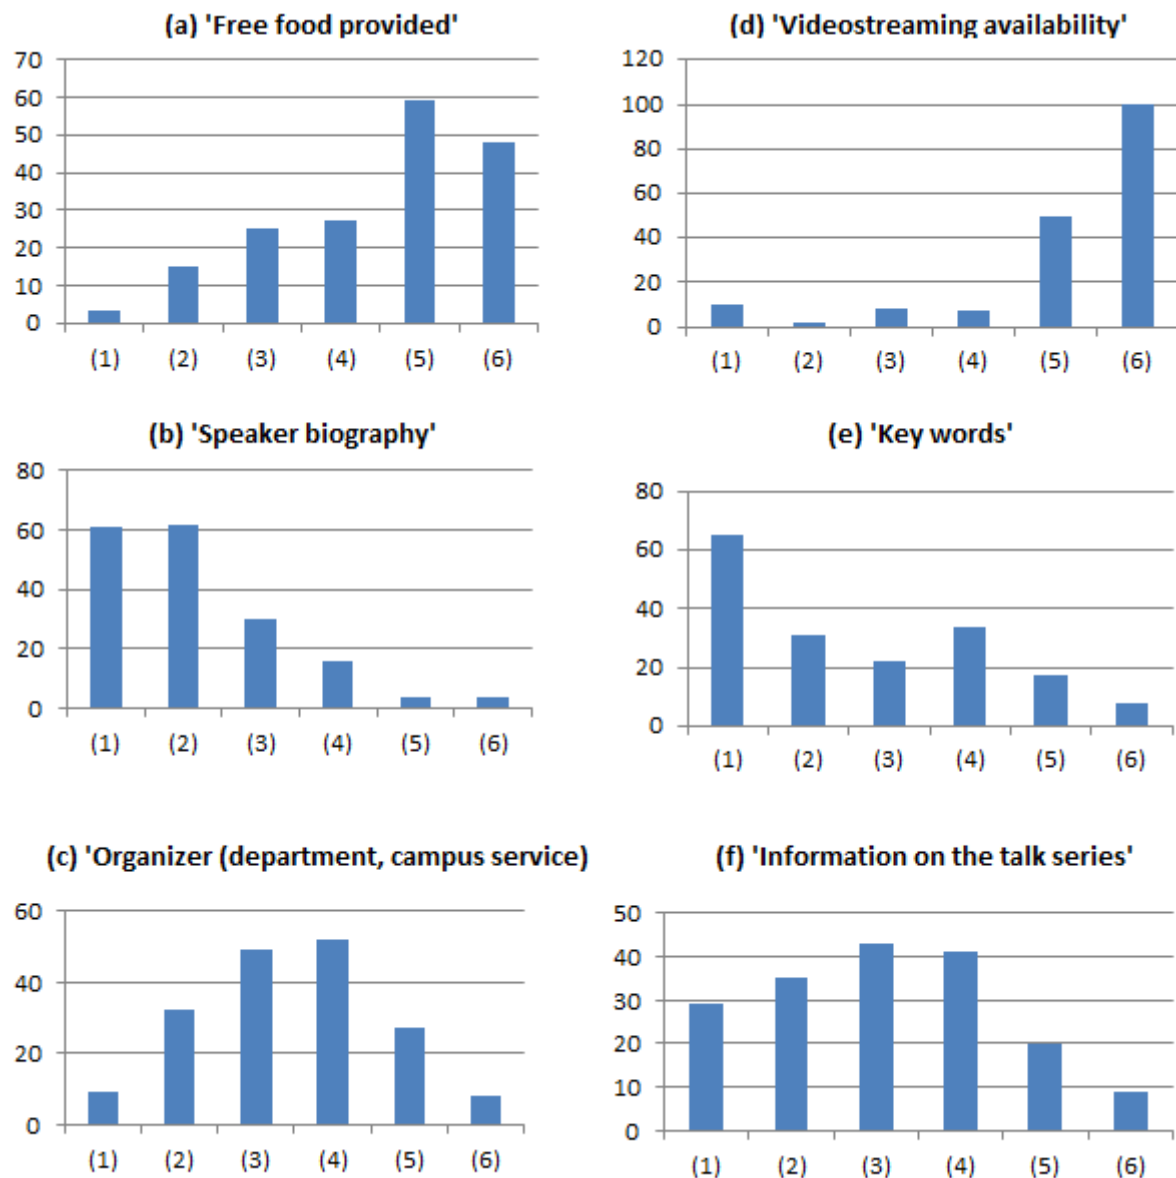 (a) 'Free food provided'
70
60
50
40
30
20
10
0
(1) (2) (3) (4) (5) (6)
(d) 'Videostreaming availability'
120
100
80
60
40
20
0
(1) (2) (3) (4) (5) (6)
(b) 'Speaker biography'
80
60
40
20
0
(1) (2) (3) (4) (5) (6)
(e) 'Key words'
80
60
40
20
0
(1) (2) (3) (4) (5) (6)
(c) 'Organizer (department, campus service)
60
40
20
0
(1) (2) (3) (4) (5) (6)
(f) 'Information on the talk series'
50
40
30
20
10
0
(1) (2) (3) (4) (5) (6)